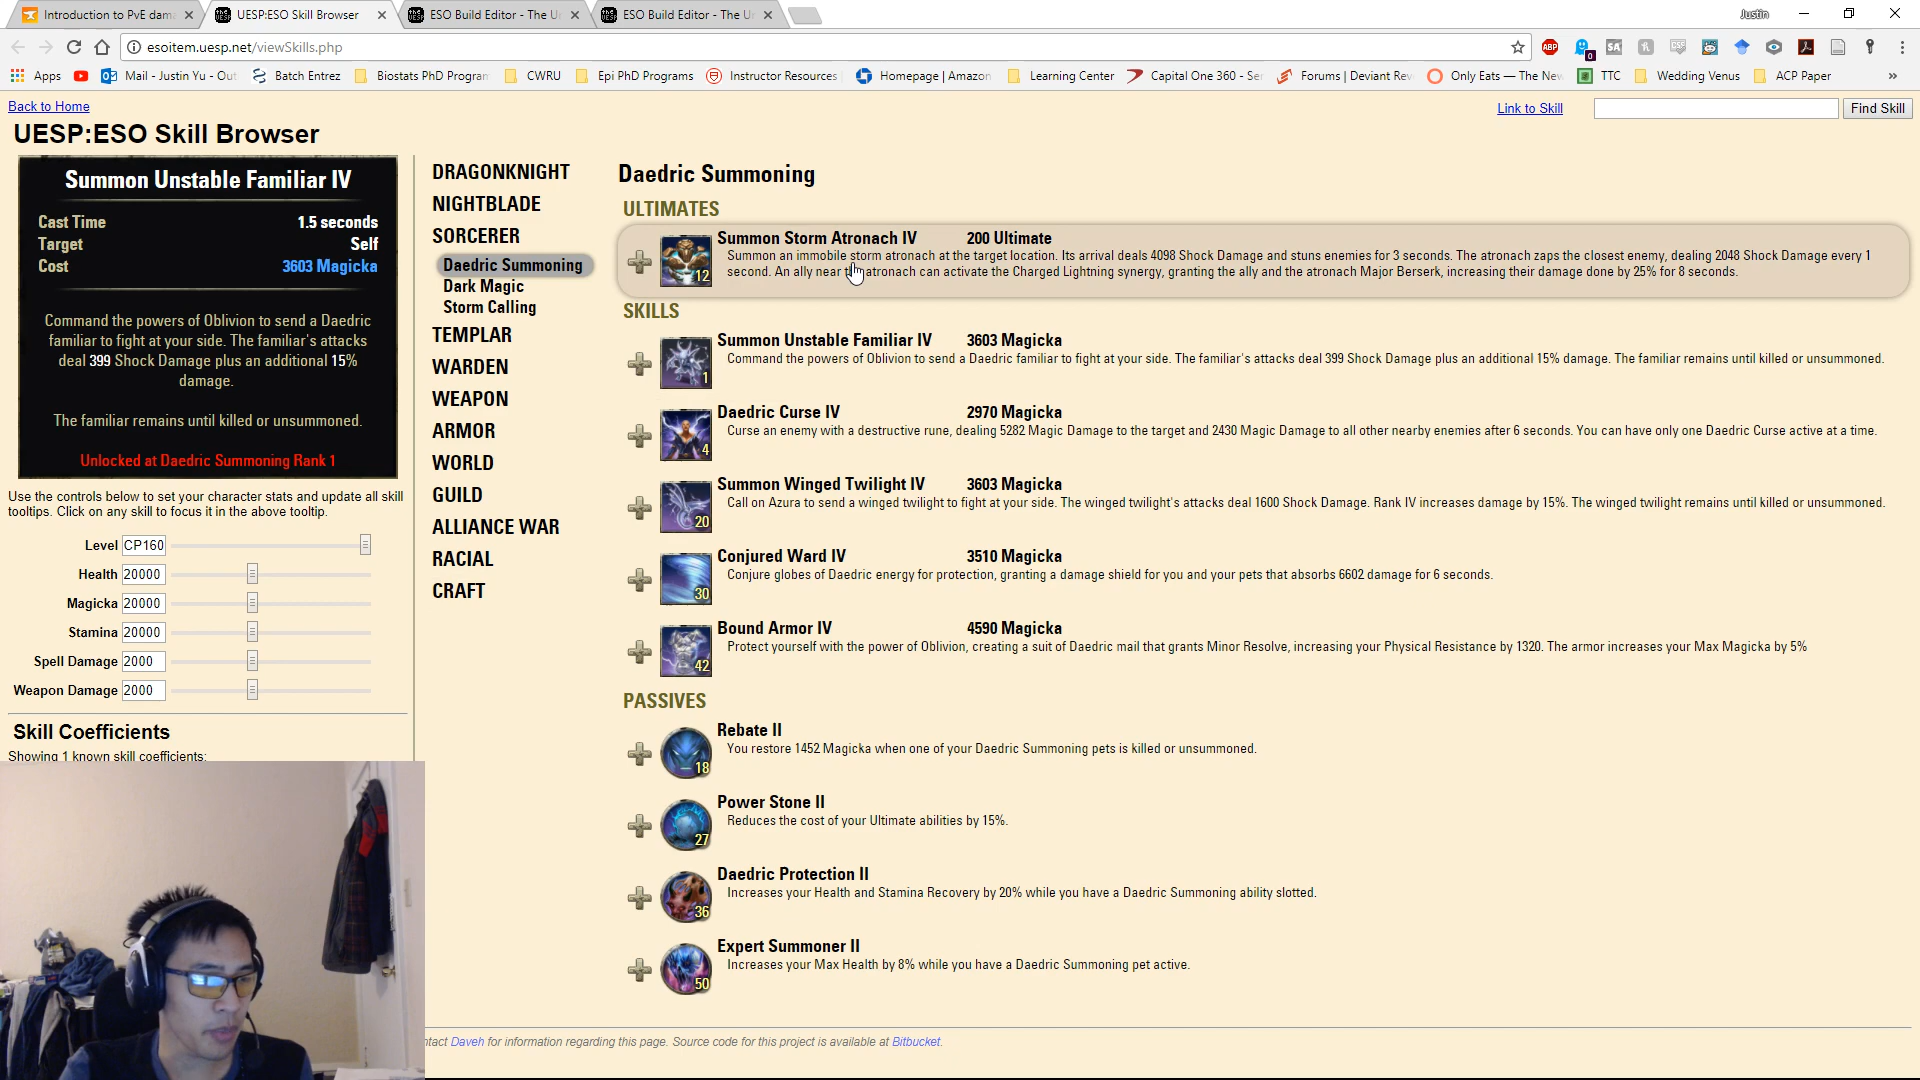 Introduction to PvE dam
UESP:ESO Skill Browser
ESO Build Editor - The U
ESO Build Editor - The U
Justin
esoitem.uesp.net/viewSkills.php
Apps
Mail - Justin Yu - Out
Batch Entrez
Biostats PhD Program
CWRU
Epi PhD Programs
Instructor Resources
Homepage | Amazon
Learning Center
Capital One 360 - Ser
Forums | Deviant Rev
Only Eats — The New
TTC
Wedding Venus
ACP Paper
Back to Home
Link to Skill
Find Skill
UESP:ESO Skill Browser
Summon Unstable Familiar IV
Cast Time 1.5 seconds
Target Self
Cost 3603 Magicka
Command the powers of Oblivion to send a Daedric
familiar to fight at your side. The familiar's attacks
deal 399 Shock Damage plus an additional 15%
damage.
The familiar remains until killed or unsummoned.
Unlocked at Daedric Summoning Rank 1
Use the controls below to set your character stats and update all skill
tooltips. Click on any skill to focus it in the above tooltip.
Level CP160
Health 20000
Magicka 20000
Stamina 20000
Spell Damage 2000
Weapon Damage 2000
Skill Coefficients
Showing 1 known skill coefficients:
DRAGONKNIGHT
NIGHTBLADE
SORCERER
Daedric Summoning
Dark Magic
Storm Calling
TEMPLAR
WARDEN
WEAPON
ARMOR
WORLD
GUILD
ALLIANCE WAR
RACIAL
CRAFT
Daedric Summoning
ULTIMATES
Summon Storm Atronach IV 200 Ultimate
Summon an immobile storm atronach at the target location. Its arrival deals 4098 Shock Damage and stuns enemies for 3 seconds. The atronach zaps the closest enemy, dealing 2048 Shock Damage every 1
second. An ally near atronach can activate the Charged Lightning synergy, granting the ally and the atronach Major Berserk, increasing their damage done by 25% for 8 seconds.
12
SKILLS
Summon Unstable Familiar IV 3603 Magicka
Command the powers of Oblivion to send a Daedric familiar to fight at your side. The familiar's attacks deal 399 Shock Damage plus an additional 15% damage. The familiar remains until killed or unsummoned.
1
Daedric Curse IV 2970 Magicka
Curse an enemy with a destructive rune, dealing 5282 Magic Damage to the target and 2430 Magic Damage to all other nearby enemies after 6 seconds. You can have only one Daedric Curse active at a time.
4
Summon Winged Twilight IV 3603 Magicka
Call on Azura to send a winged twilight to fight at your side. The winged twilight's attacks deal 1600 Shock Damage. Rank IV increases damage by 15%. The winged twilight remains until killed or unsummoned.
20
Conjured Ward IV 3510 Magicka
Conjure globes of Daedric energy for protection, granting a damage shield for you and your pets that absorbs 6602 damage for 6 seconds.
30
Bound Armor IV 4590 Magicka
Protect yourself with the power of Oblivion, creating a suit of Daedric mail that grants Minor Resolve, increasing your Physical Resistance by 1320. The armor increases your Max Magicka by 5%
42
PASSIVES
Rebate II
You restore 1452 Magicka when one of your Daedric Summoning pets is killed or unsummoned.
18
Power Stone II
Reduces the cost of your Ultimate abilities by 15%.
27
Daedric Protection II
Increases your Health and Stamina Recovery by 20% while you have a Daedric Summoning ability slotted.
36
Expert Summoner II
Increases your Max Health by 8% while you have a Daedric Summoning pet active.
50
ntact Daveh for information regarding this page. Source code for this project is available at Bitbucket.